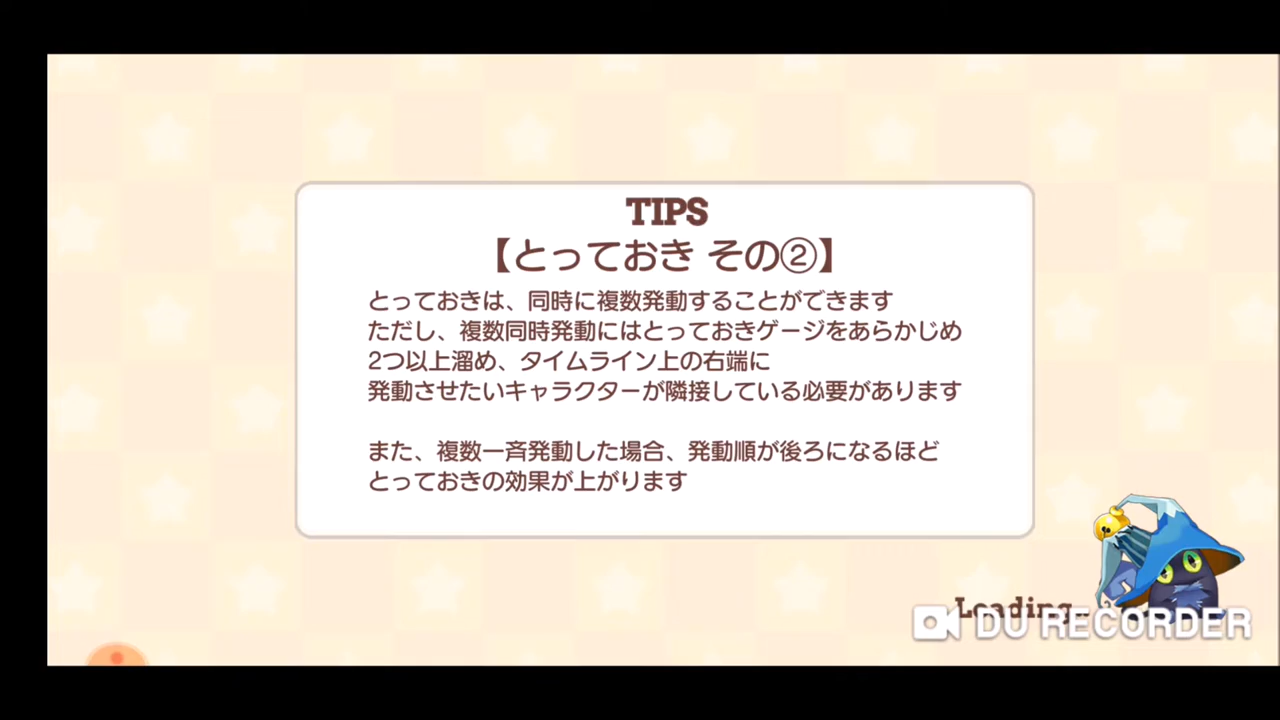 TIPS
【とっておき その②】
とっておきは、同時に複数発動することができます
ただし、複数同時発動にはとっておきゲージをあらかじめ
2つ以上溜め、タイムライン上の右端に
発動させたいキャラクターが隣接している必要があります
また、複数一斉発動した場合、発動順が後ろになるほど
とっておきの効果が上がります
Loading..
DU RECORDER